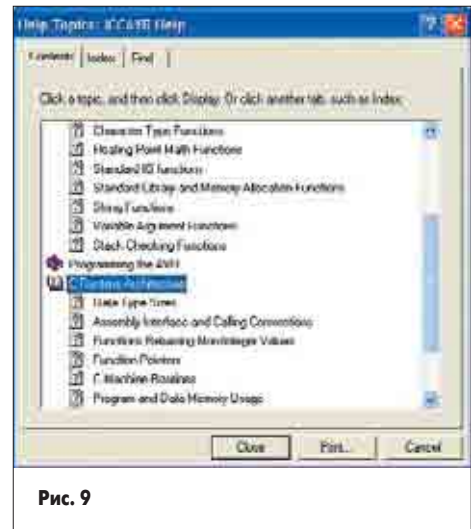 Help Topics: ICCAVR Help
Contents Index Find
Click a topic, and then click Display. Or click another tab, such as Index.
Character Type Functions
Floating Point Math Functions
Standard IO functions
Standard Library and Memory Allocation Functions
String Functions
Variable Argument Functions
Stack Checking Functions
Programming the AVR
C Runtime Architecture
Data Type Sizes
Assembly Interface and Calling Conventions
Functions Returning Non-Integer Values
Function Pointers
C Machine Routines
Program and Data Memory Usage
Close Print... Cancel
Рис. 9